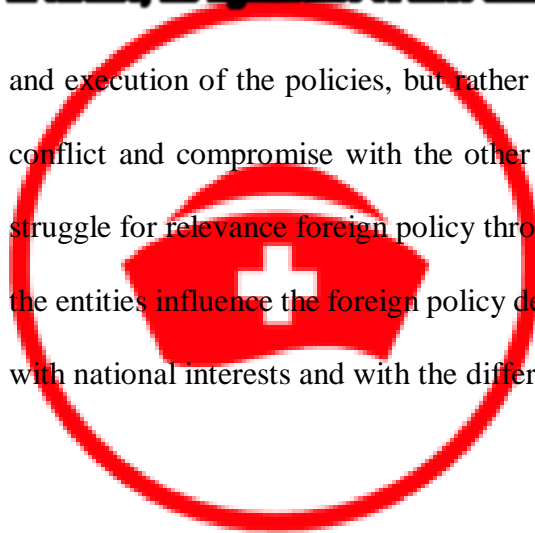 and execution of the policies, but rather
conflict and compromise with the other
struggle for relevance foreign policy thro
the entities influence the foreign policy de
with national interests and with the differ